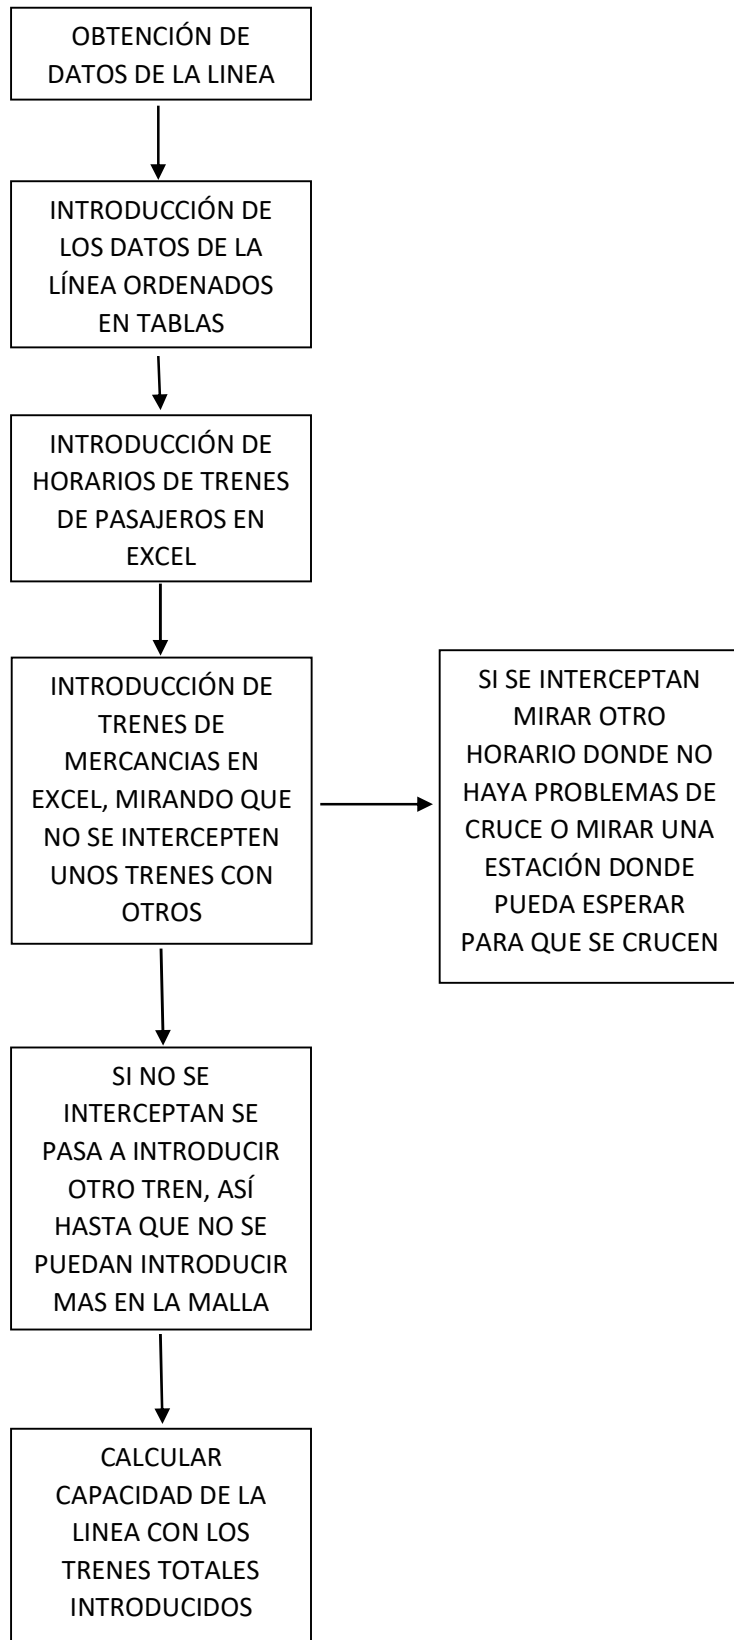 OBTENCIÓN DE
DATOS DE LA LINEA
INTRODUCCIÓN DE
LOS DATOS DE LA
LÍNEA ORDENADOS
EN TABLAS
INTRODUCCIÓN DE
HORARIOS DE TRENES
DE PASAJEROS EN
EXCEL
INTRODUCCIÓN DE
TRENES DE
MERCANCIAS EN
EXCEL, MIRANDO QUE
NO SE INTERCEPTEN
UNOS TRENES CON
OTROS
SI SE INTERCEPTAN
MIRAR OTRO
HORARIO DONDE NO
HAYA PROBLEMAS DE
CRUCE O MIRAR UNA
ESTACIÓN DONDE
PUEDA ESPERAR
PARA QUE SE CRUCEN
SI NO SE
INTERCEPTAN SE
PASA A INTRODUCIR
OTRO TREN, ASÍ
HASTA QUE NO SE
PUEDAN INTRODUCIR
MAS EN LA MALLA
CALCULAR
CAPACIDAD DE LA
LINEA CON LOS
TRENES TOTALES
INTRODUCIDOS